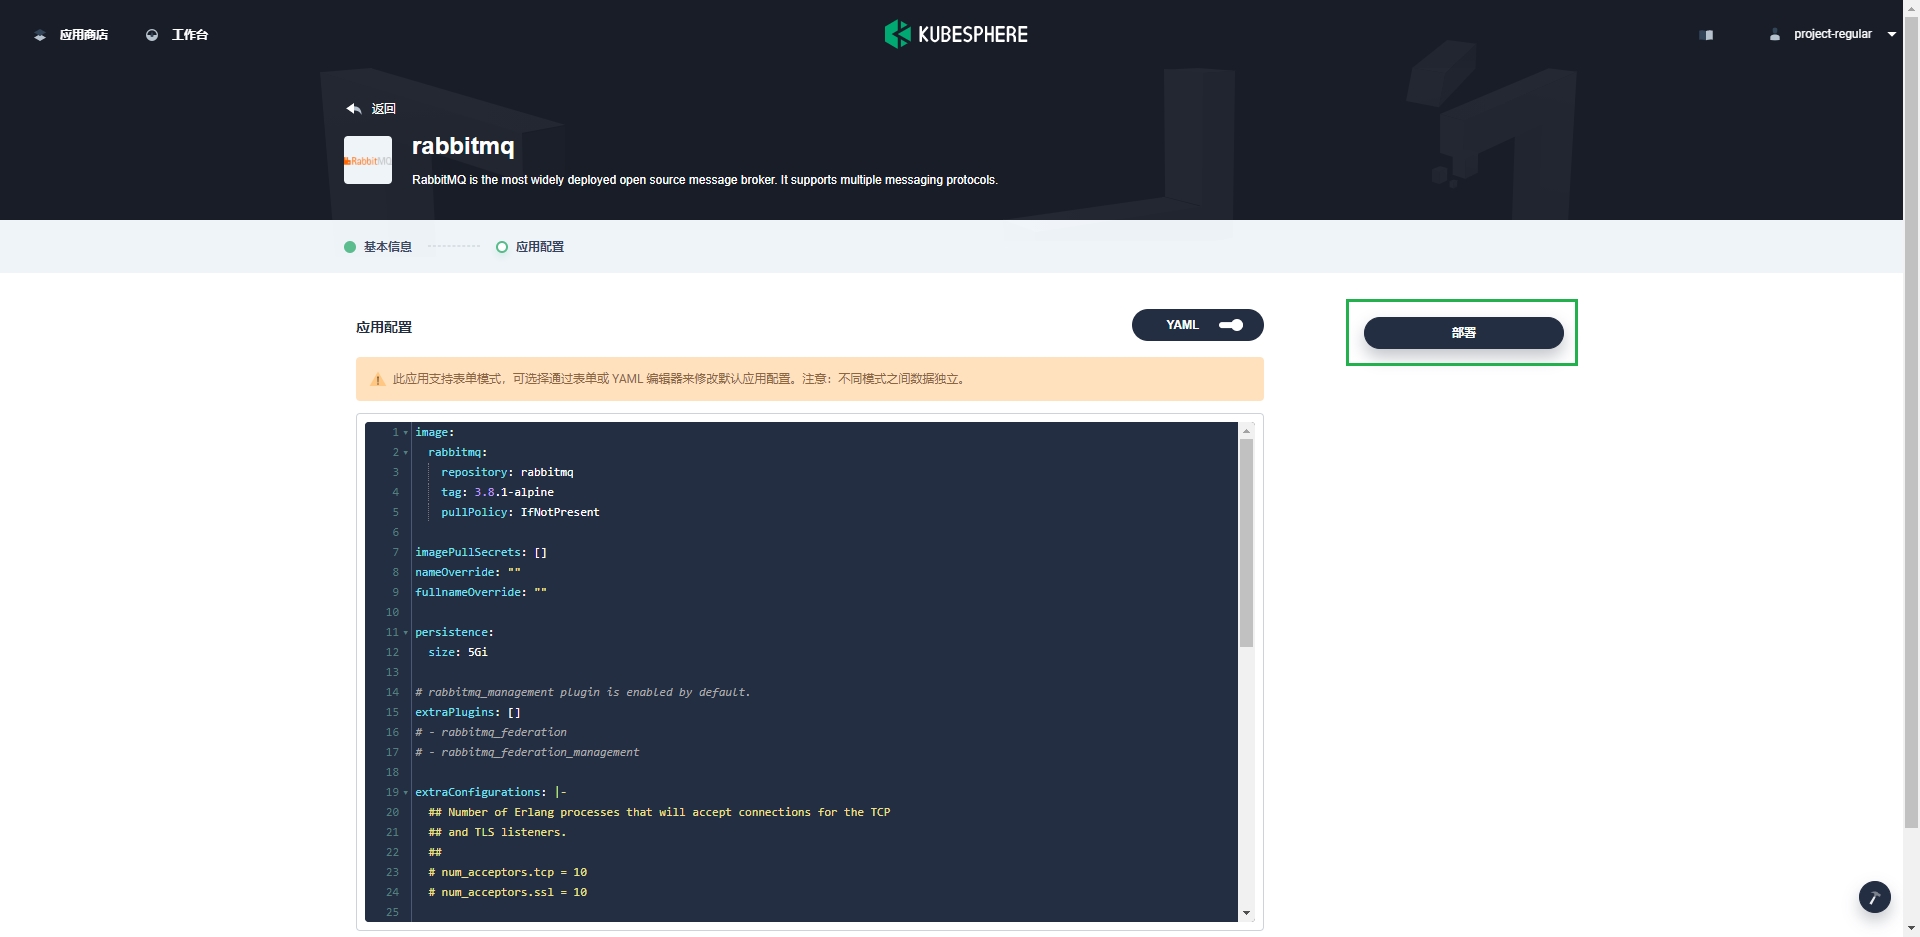 应用商店
工作台
KUBESPHERE
project-regular
返回
RabbitMQ
rabbitmq
RabbitMQ is the most widely deployed open source message broker. It supports multiple messaging protocols.
基本信息
应用配置
应用配置
YAML
部署
此应用支持表单模式，可选择通过表单或 YAML 编辑器来修改默认应用配置。注意：不同模式之间数据独立。
1 image:
2 rabbitmq:
3 repository: rabbitmq
4 tag: 3.8.1-alpine
5 pullPolicy: IfNotPresent
6
7 imagePullSecrets: []
8 nameOverride: ""
9 fullnameOverride: ""
10
11 persistence:
12 size: 5Gi
13
14 # rabbitmq_management plugin is enabled by default.
15 extraPlugins: []
16 # - rabbitmq_federation
17 # - rabbitmq_federation_management
18
19 extraConfigurations: |-
20 ## Number of Erlang processes that will accept connections for the TCP
21 ## and TLS listeners.
22 ##
23 # num_acceptors.tcp = 10
24 # num_acceptors.ssl = 10
25